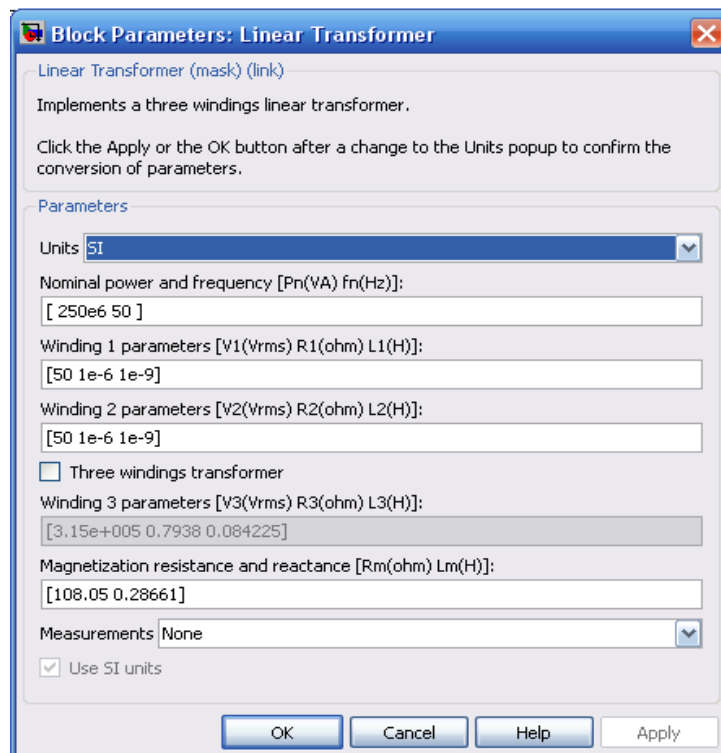 Block Parameters: Linear Transformer
Linear Transformer (mask) (link)
Implements a three windings linear transformer.
Click the Apply or the OK button after a change to the Units popup to confirm the
conversion of parameters.
Parameters
Units SI
Nominal power and frequency [Pn(VA) fn(Hz)]:
[ 250e6 50 ]
Winding 1 parameters [V1(Vrms) R1(ohm) L1(H)]:
[50 1e-6 1e-9]
Winding 2 parameters [V2(Vrms) R2(ohm) L2(H)]:
[50 1e-6 1e-9]
Three windings transformer
Winding 3 parameters [V3(Vrms) R3(ohm) L3(H)]:
[3.15e+005 0.7938 0.084225]
Magnetization resistance and reactance [Rm(ohm) Lm(H)]:
[108.05 0.28661]
Measurements None
Use SI units
OK Cancel Help Apply